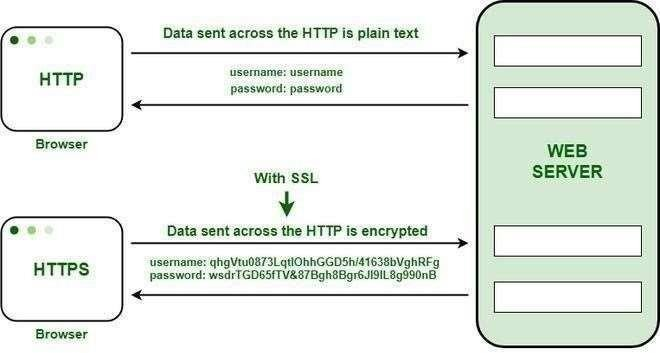 Data sent across the HTTP is plain text
HTTP
username: username
password: password
Browser
WEB
SERVER
With SSL
Data sent across the HTTP is encrypted
HTTPS
username: qhgVtu0873LqtlOhhGGD5h/41638bVghRFg
password: wsdrTGD65fTV&87Bgh8Bgr6Jl9lL8g990nB
Browser